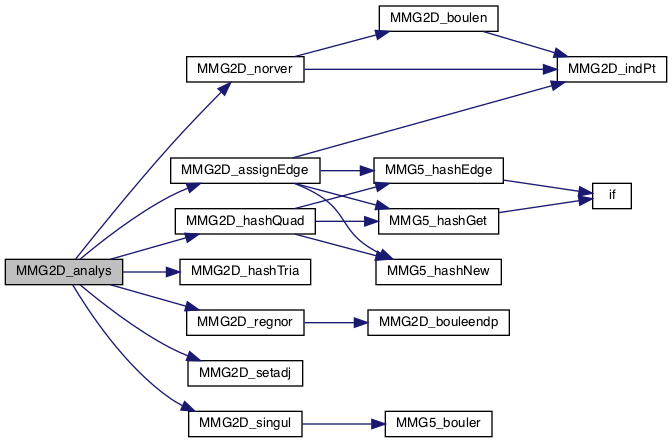 MMG2D_boulen
MMG2D_norver
MMG2D_indPt
MMG2D_assignEdge
MMG5_hashEdge
if
MMG2D_hashQuad
MMG5_hashGet
MMG2D_analys
MMG2D_hashTria
MMG5_hashNew
MMG2D_regnor
MMG2D_bouleendp
MMG2D_setadj
MMG2D_singul
MMG5_bouler